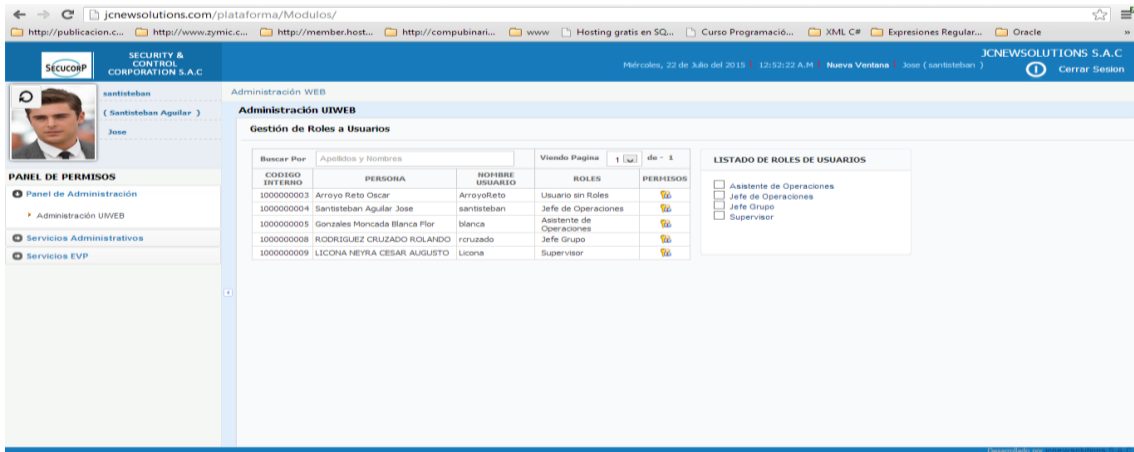 jcnewsolutions.com/plataforma/Modulos/
http://publicacion.c... http://www.zymic.c... http://member.host... http://compubinari... www Hosting gratis en SQ... Curso Programació... XML C# Expresiones Regular... Oracle »
SECUCORP
SECURITY &
CONTROL
CORPORATION S.A.C
JCNEWSOLUTIONS S.A.C
Miércoles, 22 de Julio del 2015 12:52:22 A.M Nueva Ventana Jose ( santisteban )
Cerrar Sesion
santisteban
( Santisteban Aguilar )
Jose
PANEL DE PERMISOS
Panel de Administración
Administración UIWEB
Servicios Administrativos
Servicios EVP
Administración WEB
Administración UIWEB
Gestión de Roles a Usuarios
Buscar Por Apellidos y Nombres Viendo Pagina 1 de - 1
CODIGO INTERNO PERSONA NOMBRE USUARIO ROLES PERMISOS
1000000003 Arroyo Reto Oscar ArroyoReto Usuario sin Roles
1000000004 Santisteban Aguilar Jose santisteban Jefe de Operaciones
1000000005 Gonzales Moncada Blanca Flor blanca Asistente de Operaciones
1000000008 RODRIGUEZ CRUZADO ROLANDO rcruzado Jefe Grupo
1000000009 LICONA NEYRA CESAR AUGUSTO Licona Supervisor
LISTADO DE ROLES DE USUARIOS
Asistente de Operaciones
Jefe de Operaciones
Jefe Grupo
Supervisor
Desarrollado por